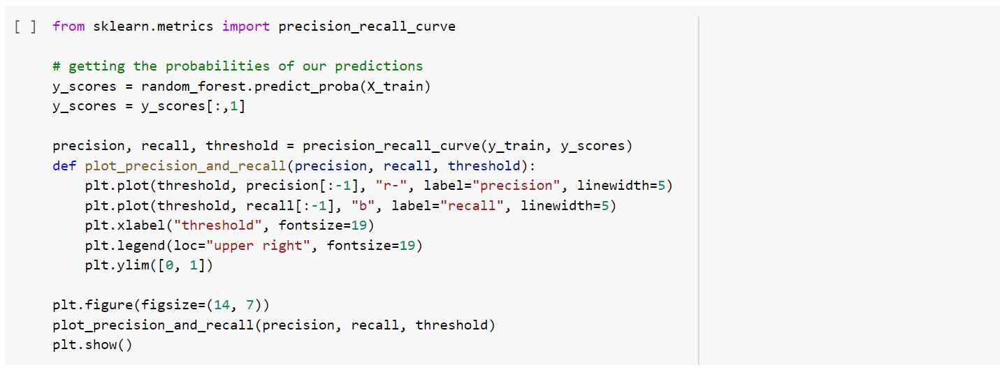 [ ] from sklearn.metrics import precision_recall_curve
# getting the probabilities of our predictions
y_scores = random_forest.predict_proba(X_train)
y_scores = y_scores[:,1]
precision, recall, threshold = precision_recall_curve(y_train, y_scores)
def plot_precision_and_recall(precision, recall, threshold):
    plt.plot(threshold, precision[:-1], "r-", label="precision", linewidth=5)
    plt.plot(threshold, recall[:-1], "b", label="recall", linewidth=5)
    plt.xlabel("threshold", fontsize=19)
    plt.legend(loc="upper right", fontsize=19)
    plt.ylim([0, 1])
plt.figure(figsize=(14, 7))
plot_precision_and_recall(precision, recall, threshold)
plt.show()